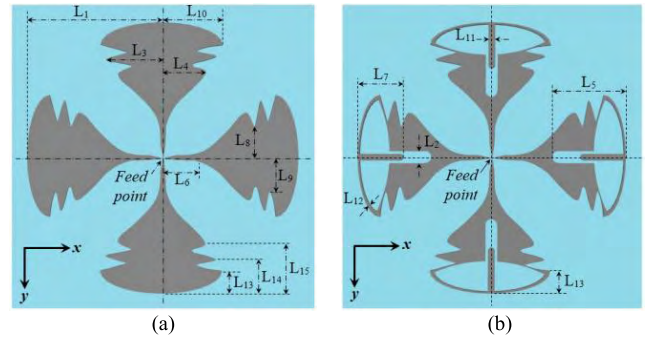 L1
L10
L3
L4
L8
L9
L6
Feed
point
x
y
L15
L14
L13
(a)
L11
L7
L5
L2
L12
Feed
point
x
y
L13
(b)